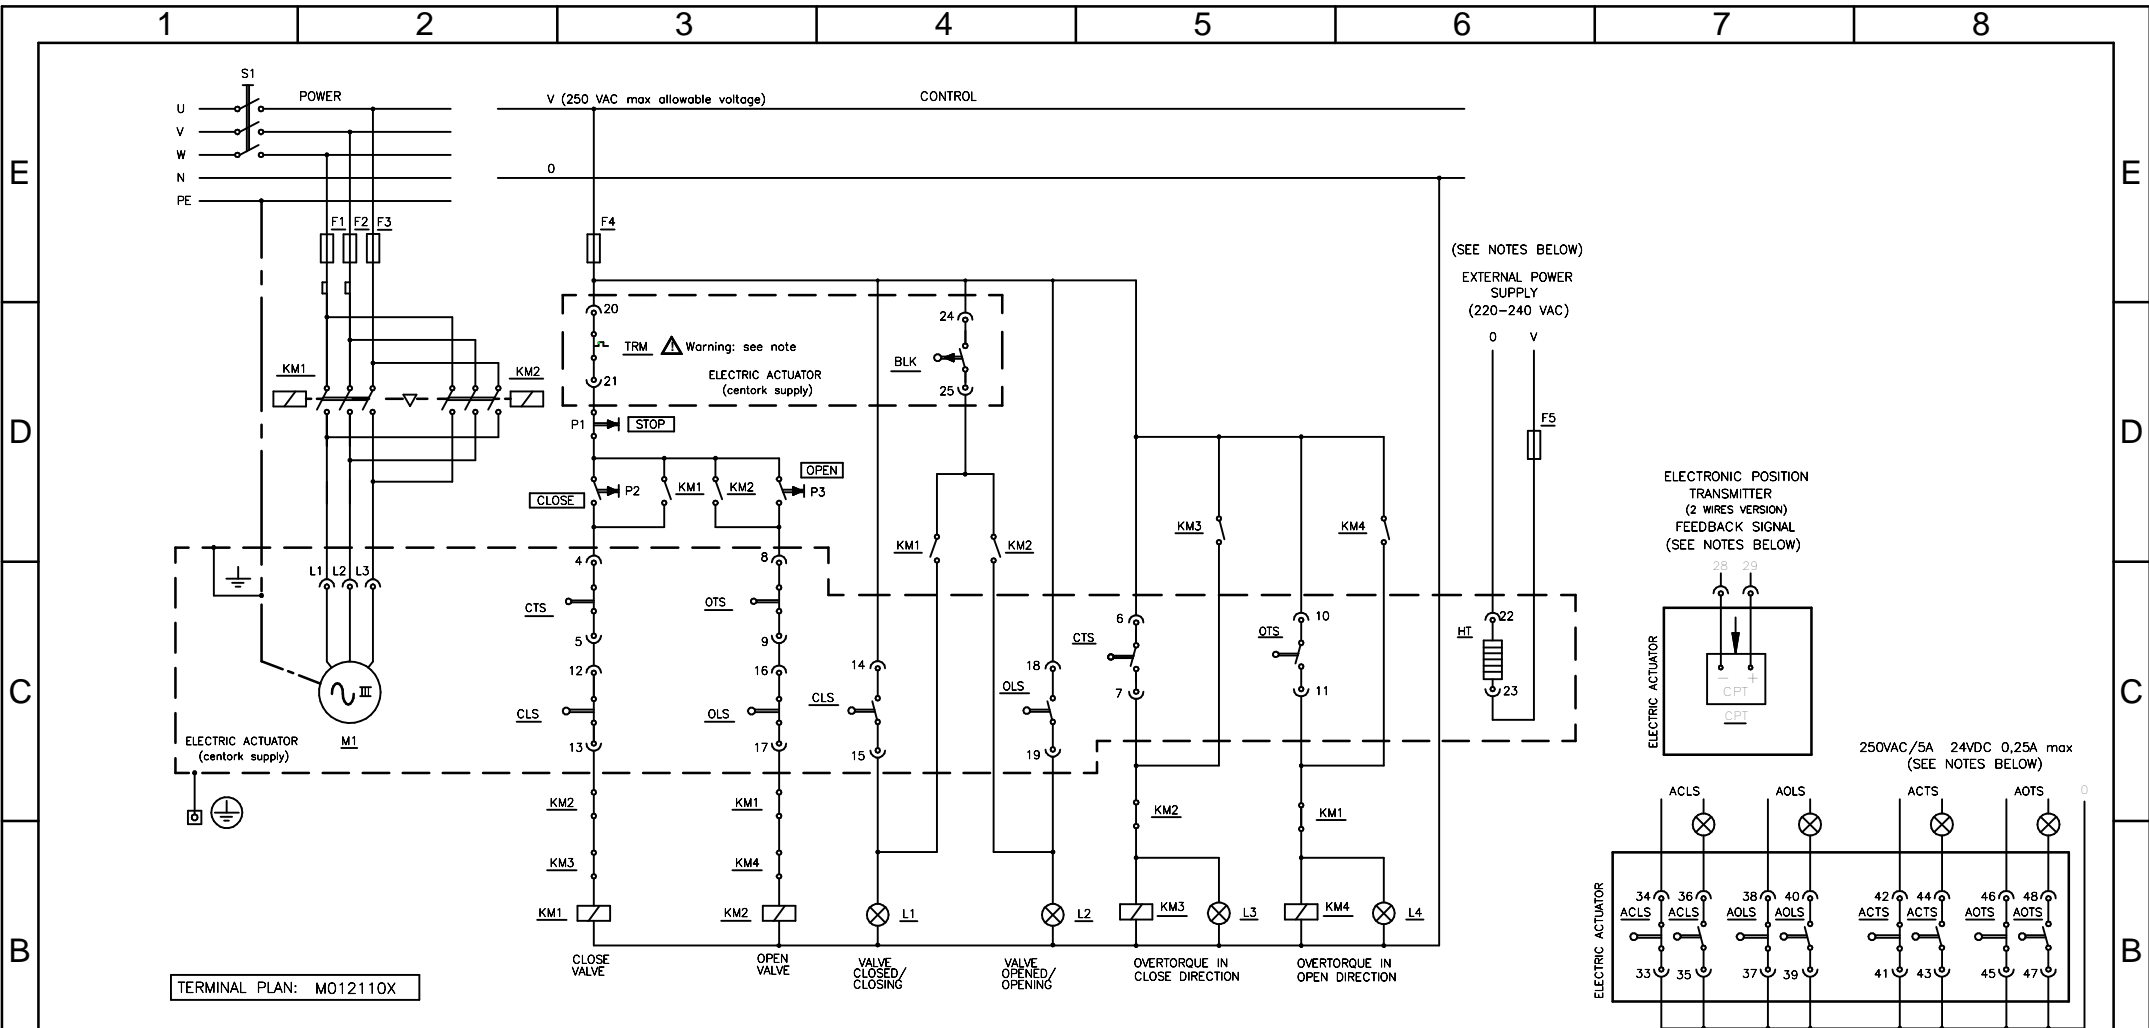 1 2 3 4 5 6 7 8
S1
POWER
V (250 VAC max allowable voltage)
CONTROL
U
V
W
N
PE
0
E
E
F1 F2 F3
F4
(SEE NOTES BELOW)
EXTERNAL POWER
SUPPLY
(220-240 VAC)
0 V
20
TRM
Warning: see note
21
ELECTRIC ACTUATOR
(centork supply)
24
BLK
25
KM1
KM2
D
D
P1
STOP
F5
CLOSE
P2
KM1
KM2
OPEN
P3
KM1
KM2
KM3
KM4
ELECTRONIC POSITION
TRANSMITTER
(2 WIRES VERSION)
FEEDBACK SIGNAL
(SEE NOTES BELOW)
28 29
L1 L2 L3
4
CTS
5
12
CLS
13
8
OTS
9
16
OLS
17
14
CLS
15
18
OLS
19
6
CTS
7
10
OTS
11
22
HT
23
ELECTRIC ACTUATOR
- +
CPT
CPT
C
C
III
M1
ELECTRIC ACTUATOR
(centork supply)
250VAC/5A 24VDC 0,25A max
(SEE NOTES BELOW)
ACLS
AOLS
ACTS
AOTS
0
KM2
KM1
KM2
KM1
KM3
KM4
KM1
KM2
L1
L2
KM3
L3
KM4
L4
34 36 38 40 42 44 46 48
ACLS ACLS AOLS AOLS ACTS ACTS AOTS AOTS
33 35 37 39 41 43 45 47
ELECTRIC ACTUATOR
B
B
CLOSE
VALVE
OPEN
VALVE
VALVE
CLOSED/
CLOSING
VALVE
OPENED/
OPENING
OVERTORQUE IN
CLOSE DIRECTION
OVERTORQUE IN
OPEN DIRECTION
TERMINAL PLAN: M012110X